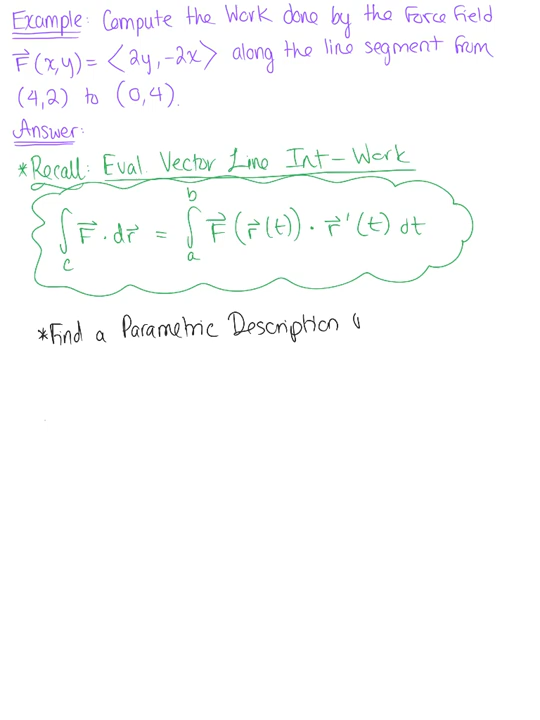 Example: Compute the Work done by the Force Field
F⃗(x,y) = ⟨2y, -2x⟩ along the line segment from
(4,2) to (0,4).
Answer:
*Recall: Eval. Vector Line Int - Work
∫_C F⃗ · dr⃗ = ∫_a^b F⃗(r⃗(t)) · r⃗'(t) dt
*Find a Parametric Description